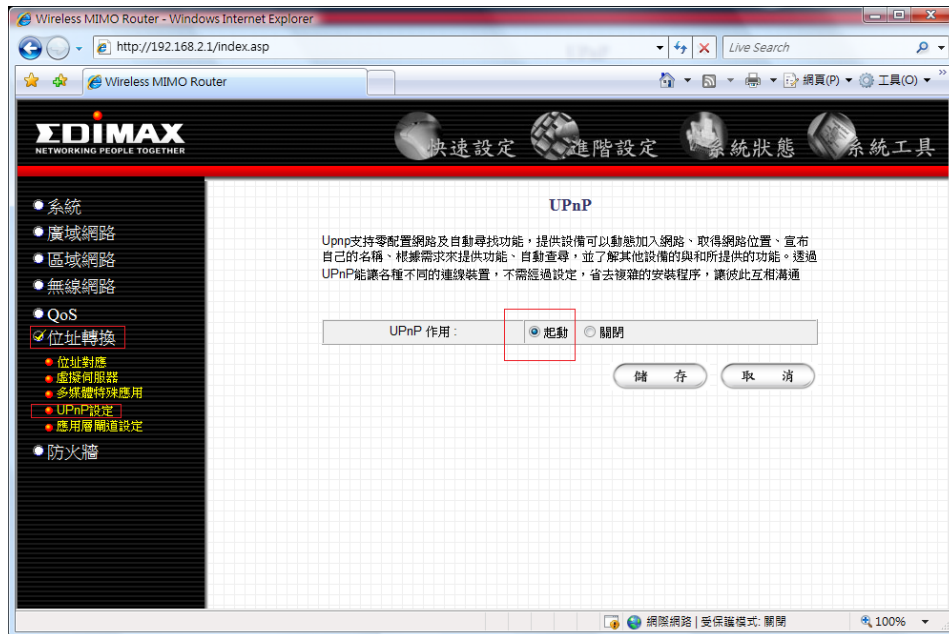 Wireless MIMO Router - Windows Internet Explorer
http://192.168.2.1/index.asp
Live Search
Wireless MIMO Router
網頁(P)
工具(O)
»
EDIMAX
NETWORKING PEOPLE TOGETHER
快速設定
進階設定
系統狀態
系統工具
系統
廣域網路
區域網路
無線網路
QoS
位址轉換
位址對應
虛擬伺服器
多媒體特殊應用
UPnP設定
應用層閘道設定
防火牆
UPnP
Upnp支持零配置網路及自動尋找功能，提供設備可以動態加入網路、取得網路位置、宣布
自己的名稱、根據需求來提供功能、自動查尋，並了解其他設備的與和所提供的功能。透過
UPnP能讓各種不同的連線裝置，不需經過設定，省去複雜的安裝程序，讓彼此互相溝通
UPnP 作用 :
起動
關閉
儲 存
取 消
網際網路 | 受保護模式: 關閉
100%